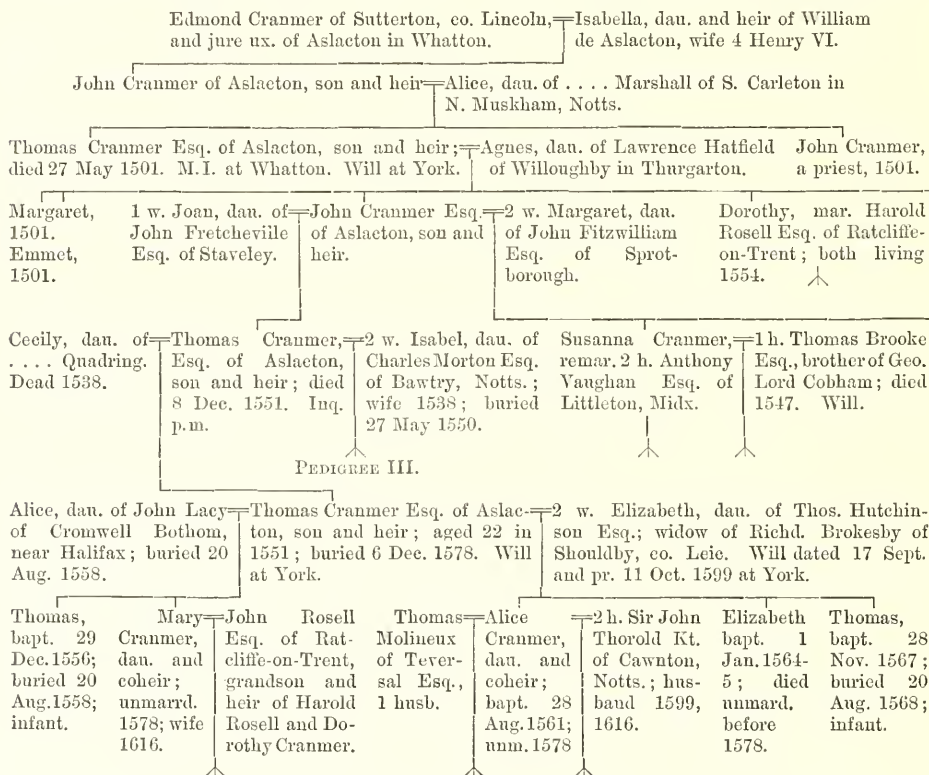 Edmond Cranmer of Sutterton, co. Lincoln,
and jure ux. of Aslacton in Whatton.
Isabella, dau. and heir of William
de Aslacton, wife 4 Henry VI.
John Cranmer of Aslacton, son and heir
Alice, dau. of . . . . Marshall of S. Carleton in
N. Muskham, Notts.
Thomas Cranmer Esq. of Aslacton, son and heir;
died 27 May 1501. M.I. at Whatton. Will at York.
Agnes, dau. of Lawrence Hatfield
of Willoughby in Thurgarton.
John Cranmer,
a priest, 1501.
Margaret,
1501.
Emmet,
1501.
1 w. Joan, dau. of
John Fretcheville
Esq. of Staveley.
John Cranmer Esq.
of Aslacton, son and
heir.
2 w. Margaret, dau.
of John Fitzwilliam
Esq. of Sprot-
borough.
Dorothy, mar. Harold
Rosell Esq. of Ratcliffe-
on-Trent; both living
1554.
Cecily, dau. of
. . . . Quadring.
Dead 1538.
Thomas Cranmer,
Esq. of Aslacton,
son and heir; died
8 Dec. 1551. Inq.
p.m.
2 w. Isabel, dau. of
Charles Morton Esq.
of Bawtry, Notts.;
wife 1538; buried
27 May 1550.
Susanna Cranmer,
remar. 2 h. Anthony
Vaughan Esq. of
Littleton, Midx.
1 h. Thomas Brooke
Esq., brother of Geo.
Lord Cobham; died
1547. Will.
PEDIGREE III.
Alice, dau. of John Lacy
of Cromwell Bothom,
near Halifax; buried 20
Aug. 1558.
Thomas Cranmer Esq. of Aslac-
ton, son and heir; aged 22 in
1551; buried 6 Dec. 1578. Will
at York.
2 w. Elizabeth, dau. of Thos. Hutchin-
son Esq.; widow of Richd. Brokesby of
Shouldby, co. Leic. Will dated 17 Sept.
and pr. 11 Oct. 1599 at York.
Thomas,
bapt. 29
Dec. 1556;
buried 20
Aug. 1558;
infant.
Mary
Cranmer,
dau. and
coheir;
unmarrd.
1578; wife
1616.
John Rosell
Esq. of Rat-
cliffe-on-Trent,
grandson and
heir of Harold
Rosell and Do-
rothy Cranmer.
Thomas
Molineux
of Tever-
sal Esq.,
1 husb.
Alice
Cranmer,
dau. and
coheir;
bapt. 28
Aug. 1561;
unm. 1578
2 h. Sir John
Thorold Kt.
of Cawnton,
Notts.; hus-
band 1599,
1616.
Elizabeth
bapt. 1
Jan. 1564-
5; died
unmard.
before
1578.
Thomas,
bapt. 28
Nov. 1567;
buried 20
Aug. 1568;
infant.